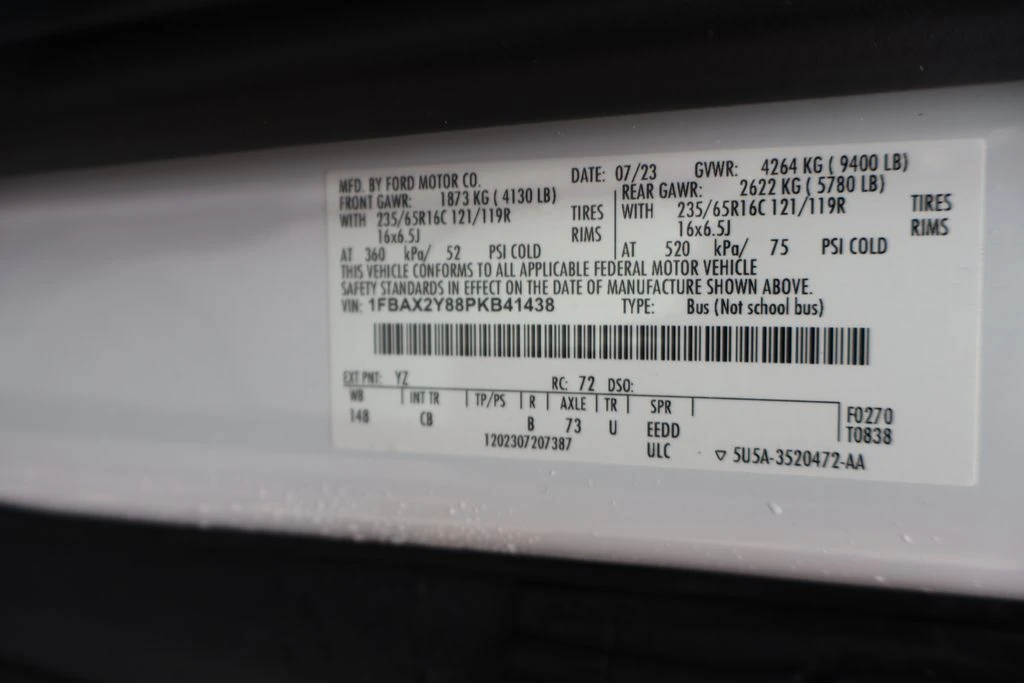 MFD. BY FORD MOTOR CO. DATE: 07/23 GVWR: 4264 KG ( 9400 LB)
FRONT GAWR: 1873 KG ( 4130 LB) REAR GAWR: 2622 KG ( 5780 LB)
WITH 235/65R16C 121/119R TIRES WITH 235/65R16C 121/119R TIRES
16x6.5J RIMS 16x6.5J RIMS
AT 360 kPa/ 52 PSI COLD AT 520 kPa/ 75 PSI COLD
THIS VEHICLE CONFORMS TO ALL APPLICABLE FEDERAL MOTOR VEHICLE
SAFETY STANDARDS IN EFFECT ON THE DATE OF MANUFACTURE SHOWN ABOVE.
VIN: 1FBAX2Y88PKB41438 TYPE: Bus (Not school bus)
EXT PNT: YZ RC: 72 DSO:
WB INT TR TP/PS R AXLE TR SPR F0270
148 CB B 73 U EEDD T0838
1202307207387 ULC ▽ 5U5A-3520472-AA